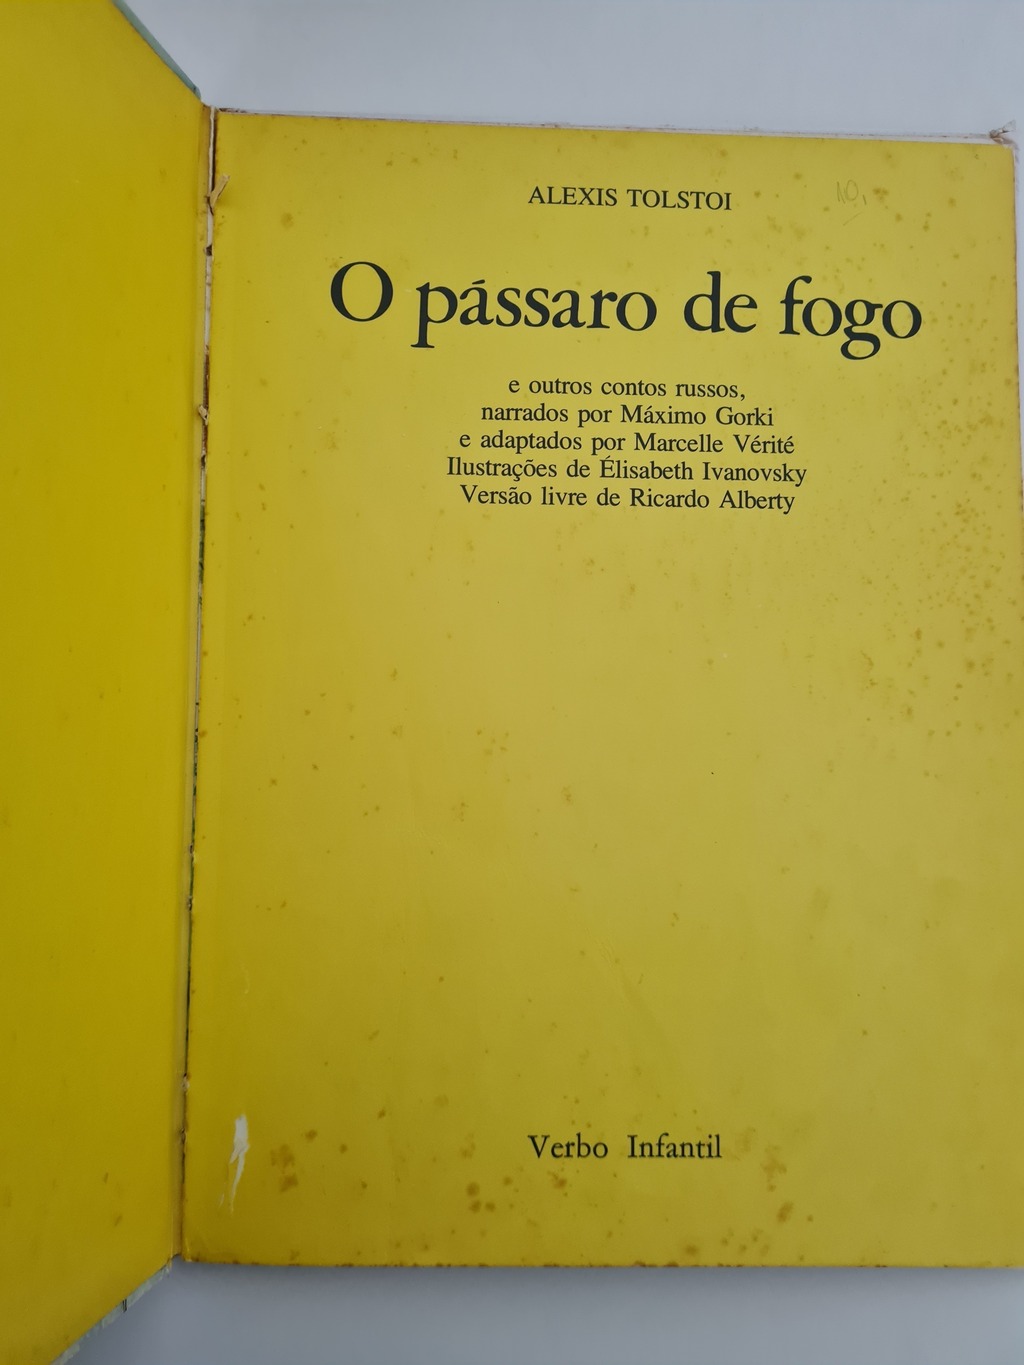 ALEXIS TOLSTOI
10,
O pássaro de fogo
e outros contos russos,
narrados por Máximo Gorki
e adaptados por Marcelle Vérité
Ilustrações de Élisabeth Ivanovsky
Versão livre de Ricardo Alberty
Verbo Infantil